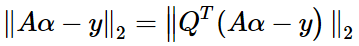 ‖Aα − y‖₂ = ‖Qᵀ(Aα − y)‖₂